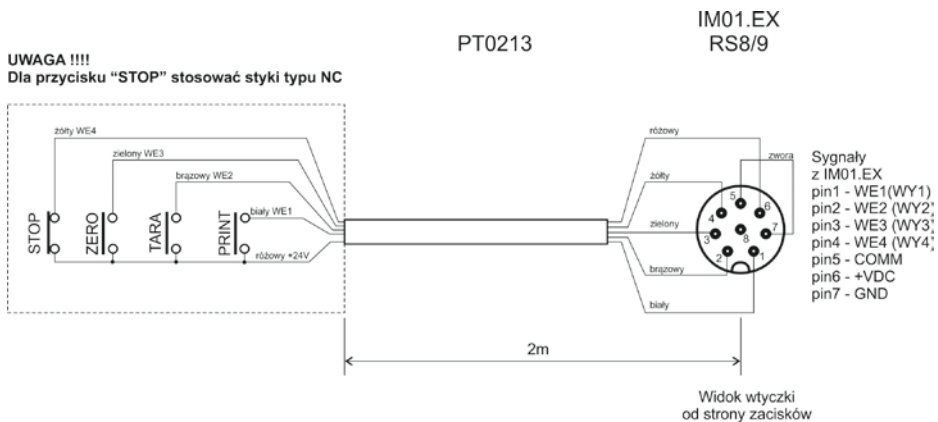 IM01.EX
RS8/9
PT0213
UWAGA !!!!
Dla przycisku “STOP” stosować styki typu NC
żółty WE4
zielony WE3
brązowy WE2
biały WE1
różowy +24V
STOP
ZERO
TARA
PRINT
różowy
żółty
zielony
brązowy
biały
zwora
5
4
6
3
8
7
2
1
Sygnały
z IM01.EX
pin1 - WE1(WY1)
pin2 - WE2 (WY2)
pin3 - WE3 (WY3)
pin4 - WE4 (WY4)
pin5 - COMM
pin6 - +VDC
pin7 - GND
2m
Widok wtyczki
od strony zacisków